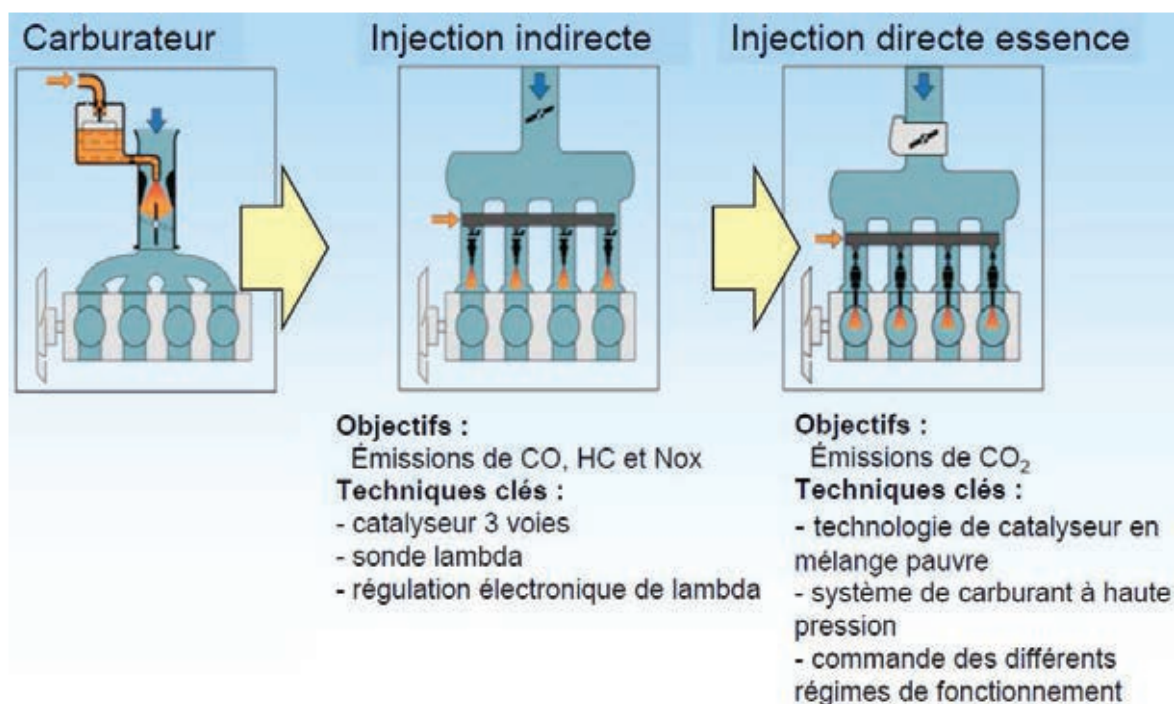 Carburateur
Injection indirecte
Injection directe essence
Objectifs :
Émissions de CO, HC et Nox
Techniques clés :
- catalyseur 3 voies
- sonde lambda
- régulation électronique de lambda
Objectifs :
Émissions de CO₂
Techniques clés :
- technologie de catalyseur en
mélange pauvre
- système de carburant à haute
pression
- commande des différents
régimes de fonctionnement